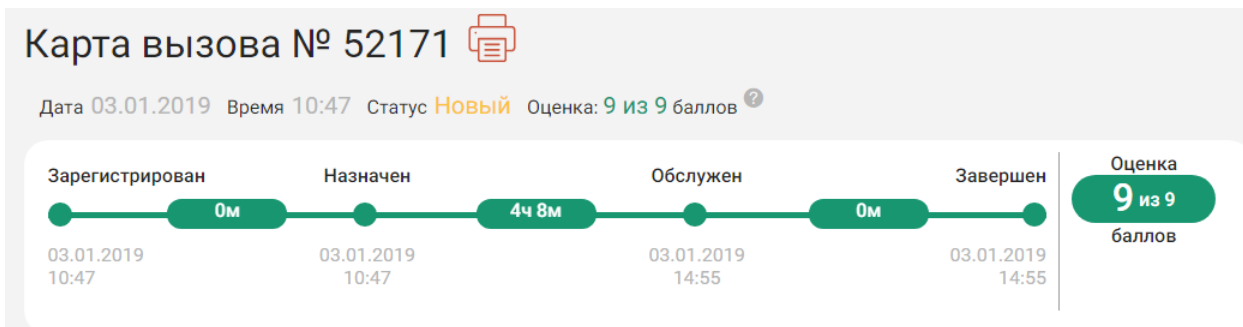 Карта вызова № 52171
Дата 03.01.2019 Время 10:47 Статус Новый Оценка: 9 из 9 баллов ?
Зарегистрирован Назначен Обслужен Завершен Оценка
0м 4ч 8м 0м 9 из 9
баллов
03.01.2019 03.01.2019 03.01.2019 03.01.2019
10:47 10:47 14:55 14:55